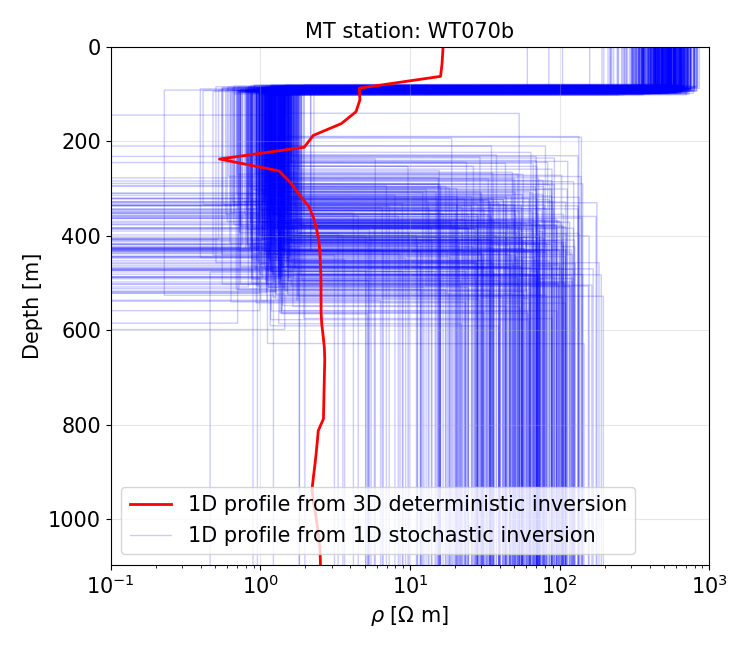 MT station: WT070b
0
200
400
600
800
1000
Depth [m]
1D profile from 3D deterministic inversion
1D profile from 1D stochastic inversion
10⁻¹ 10⁰ 10¹ 10² 10³
ρ [Ω m]